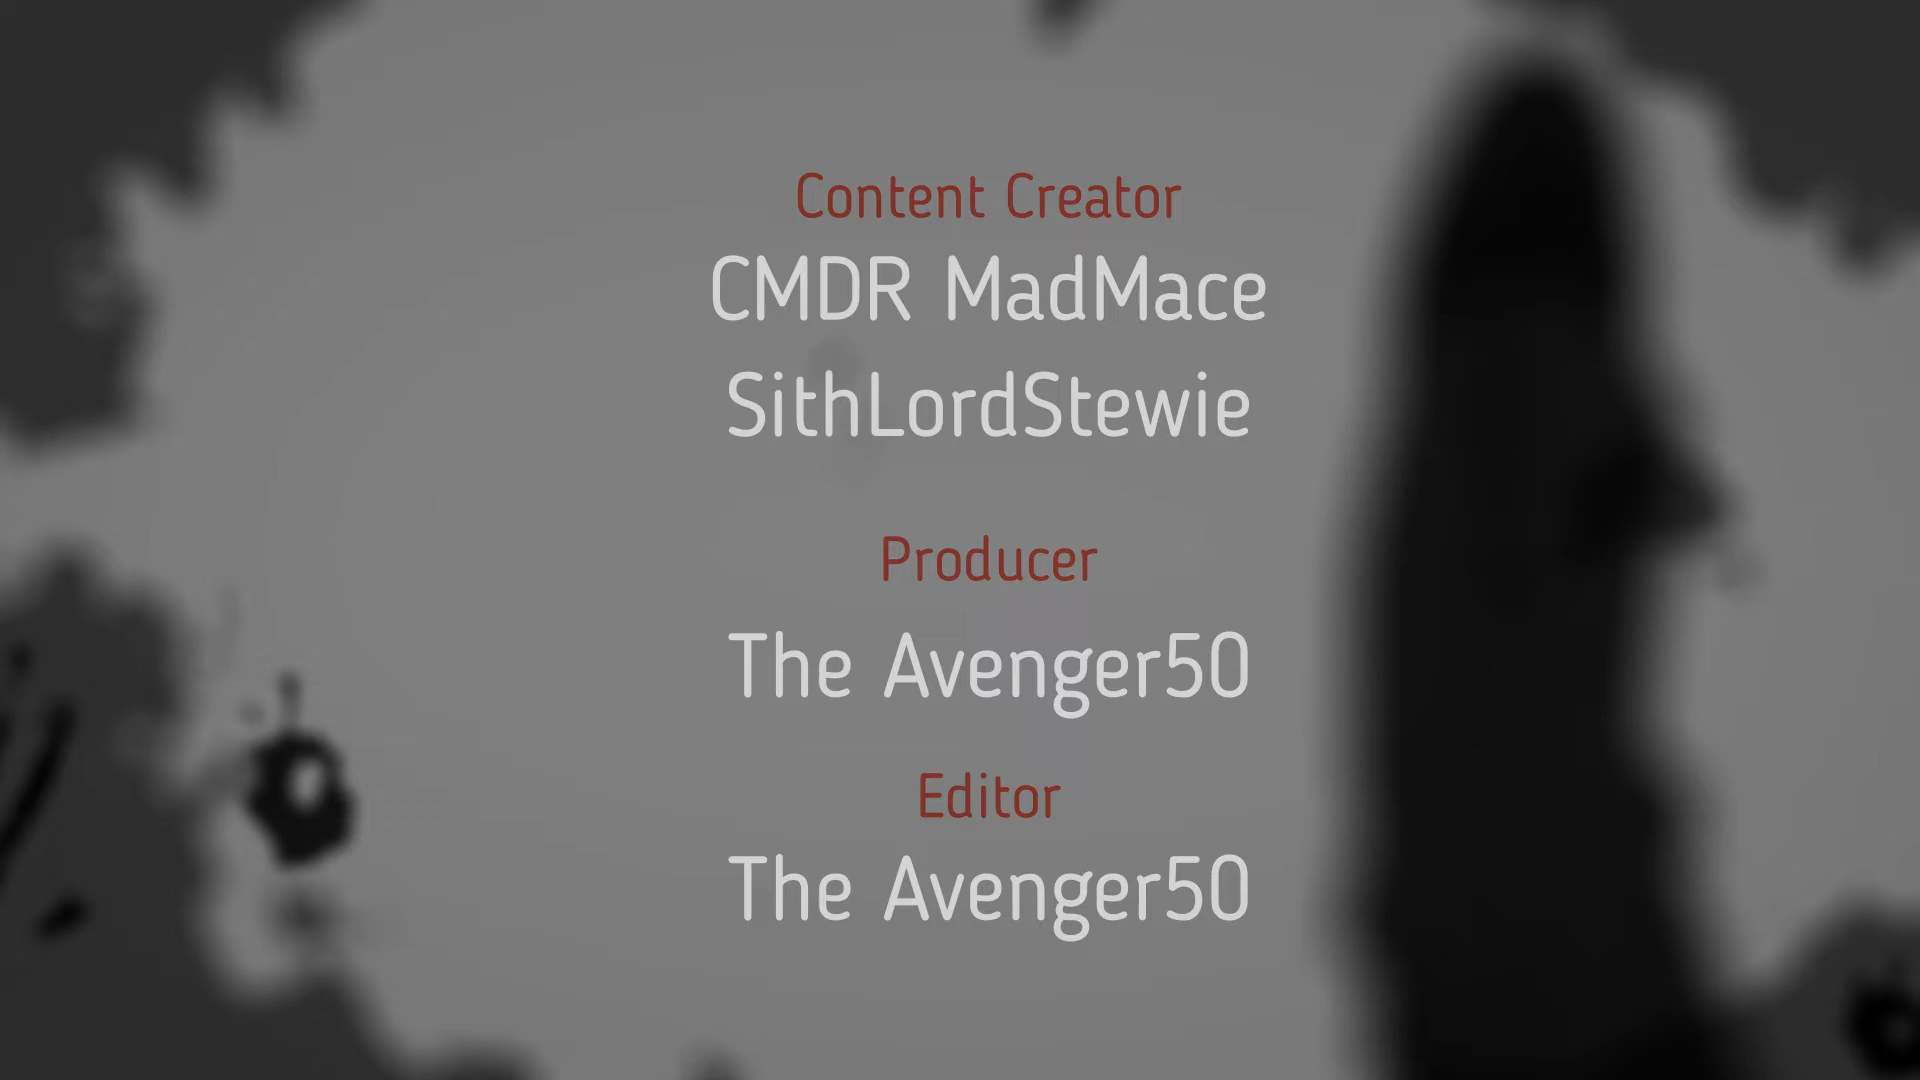 Content Creator
CMDR MadMace
SithLordStewie
Producer
The Avenger50
Editor
The Avenger50